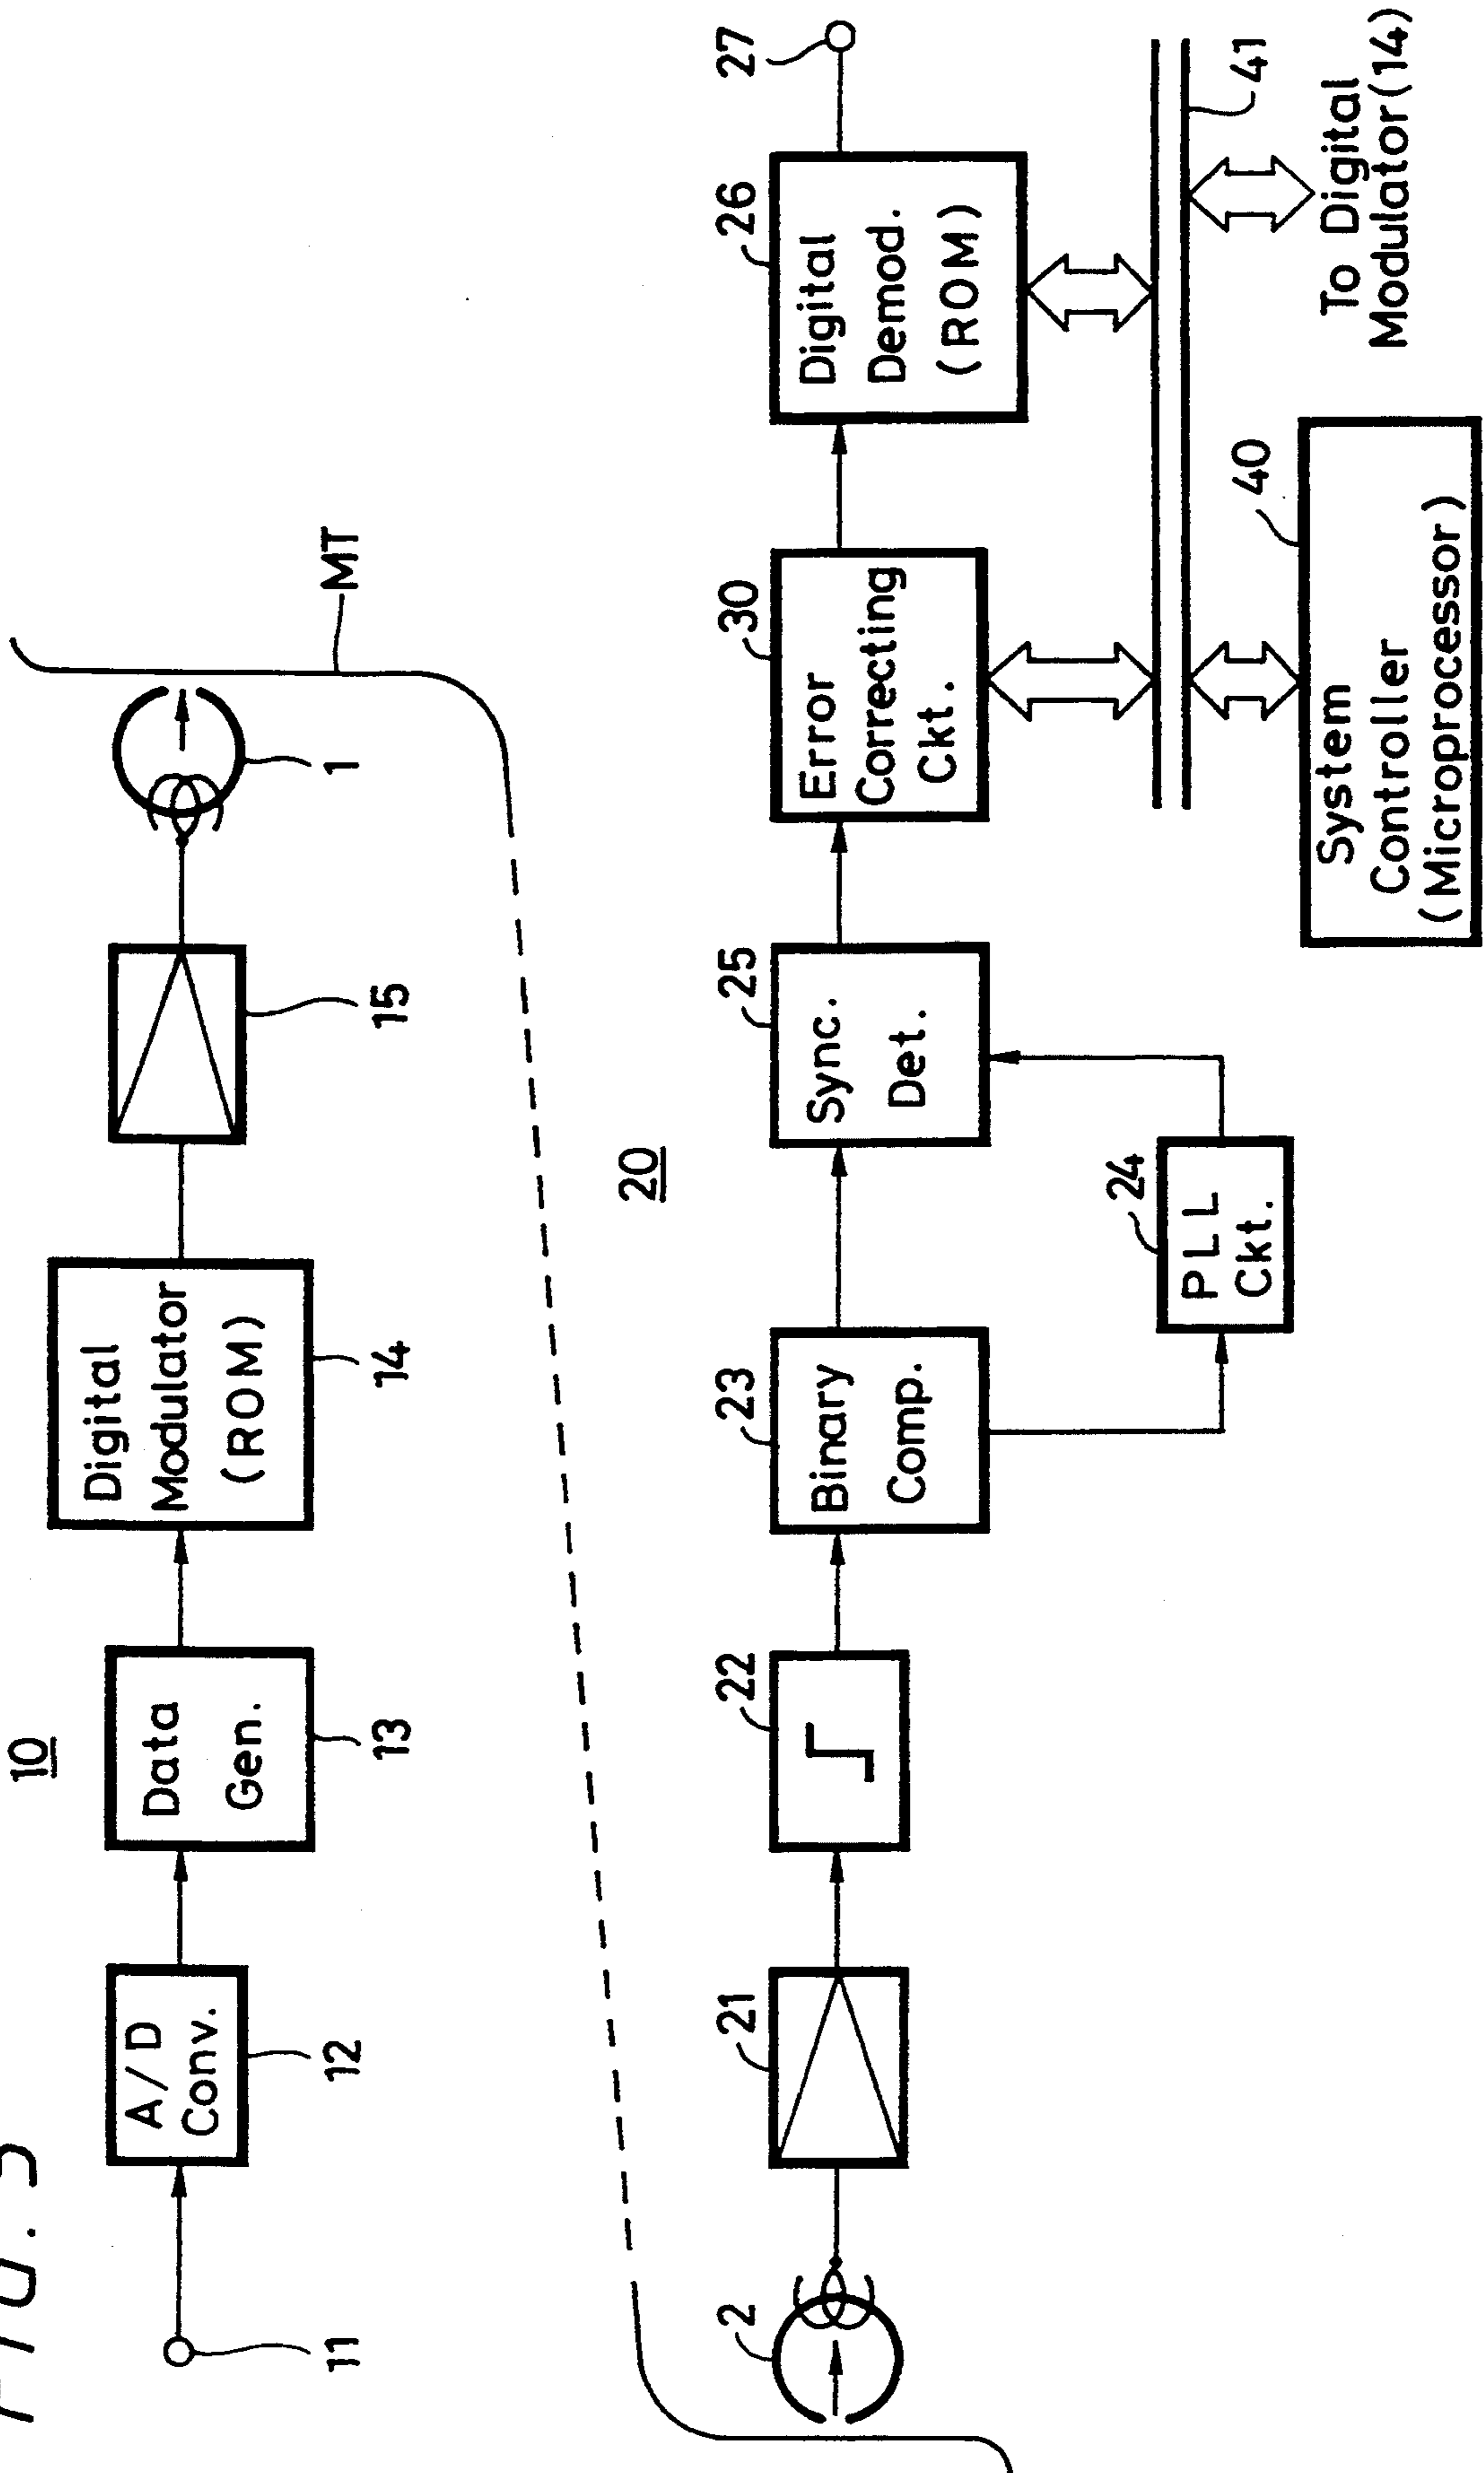 10
11
A/D
Conv.
12
Data
Gen.
13
Digital
Modulator
(ROM)
14
15
1
MT
20
2
21
22
23
Binary
Comp.
24
PLL
Ckt.
25
Sync.
Det.
30
Error
Correcting
Ckt.
26
Digital
Demod.
(ROM)
27
41
40
System
Controller
(Microprocessor)
To Digital
Modulator(14)